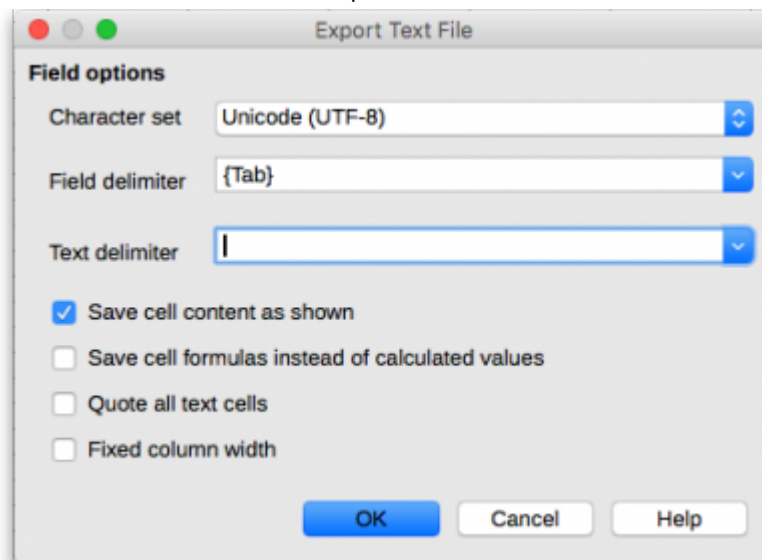 Export Text File
Field options
Character set Unicode (UTF-8)
Field delimiter {Tab}
Text delimiter
Save cell content as shown
Save cell formulas instead of calculated values
Quote all text cells
Fixed column width
OK Cancel Help